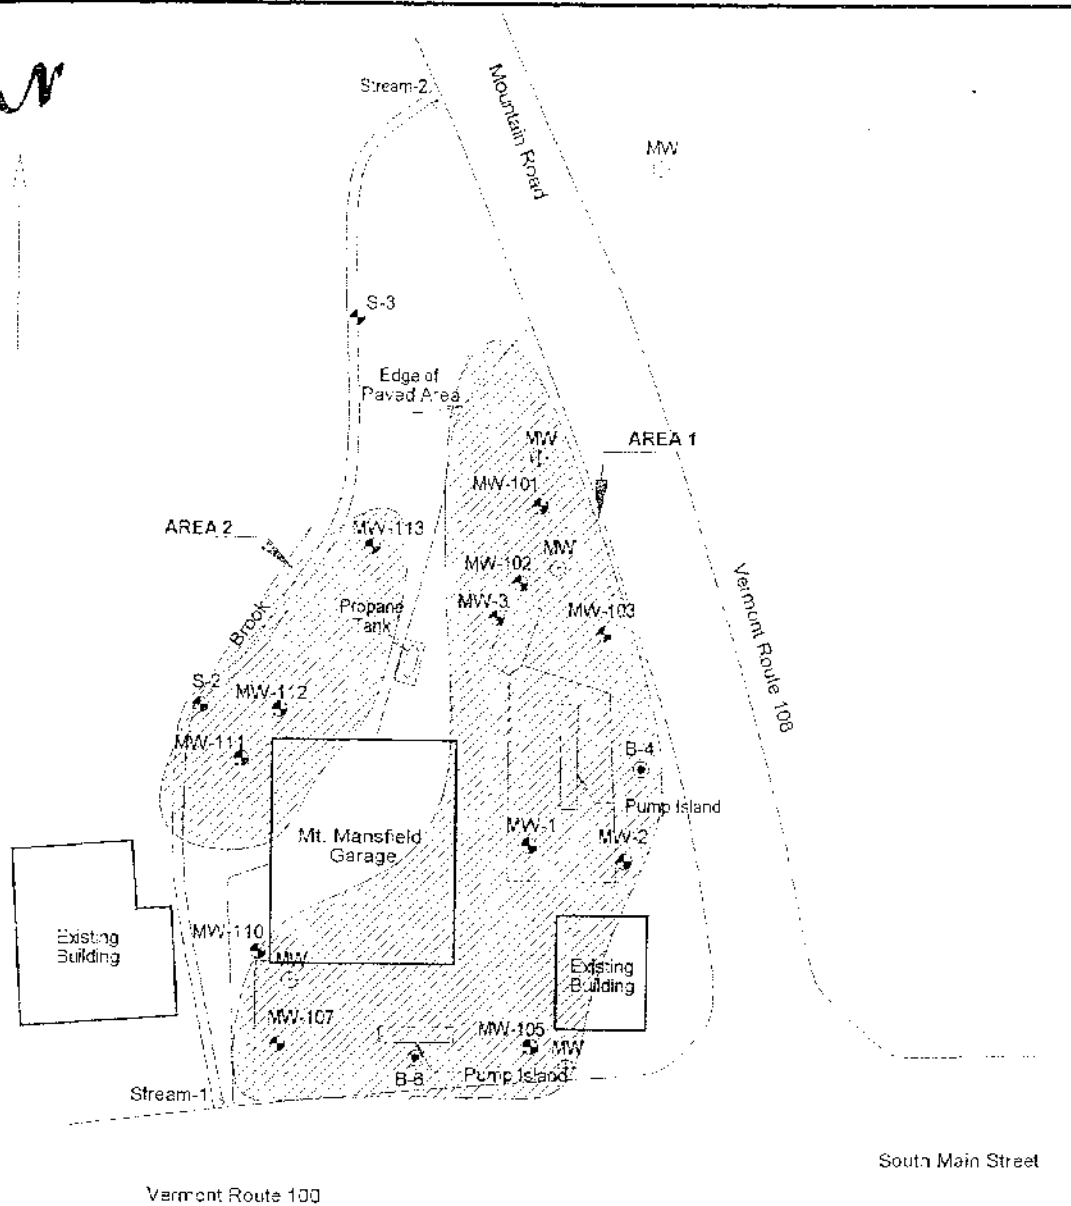 N
Stream-2
Mountain Road
MW
S-3
Edge of
Paved Area
MW
AREA 1
MW-101
AREA 2
MW-113
MW
MW-102
MW-3
MW-103
Propane
Tank
Brook
Vermont Route 108
S-2
MW-112
MW-111
B-4
Pump Island
MW-1
MW-2
Mt. Mansfield
Garage
Existing
Building
MW-110
MW
Existing
Building
MW-107
MW-105
MW
B-6
Pump Island
Stream-1
South Main Street
Vermont Route 100